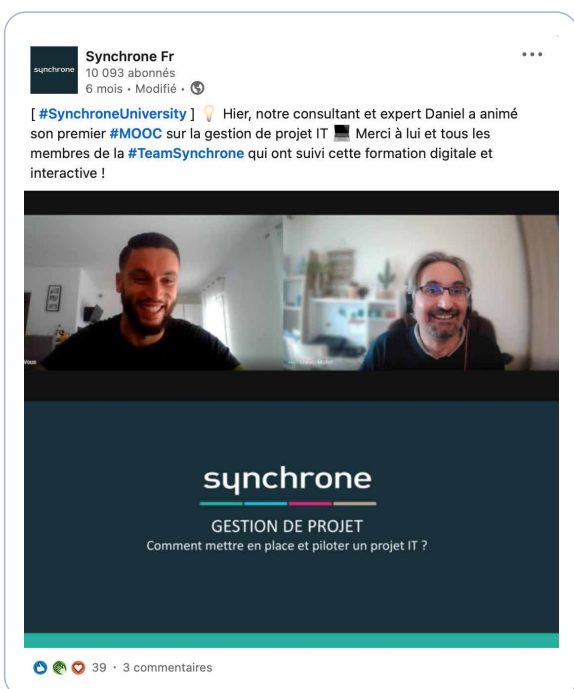 synchrone
Synchrone Fr
10 093 abonnés
6 mois • Modifié •
[ #SynchroneUniversity ] 💡 Hier, notre consultant et expert Daniel a animé
son premier #MOOC sur la gestion de projet IT 💻 Merci à lui et tous les
membres de la #TeamSynchrone qui ont suivi cette formation digitale et
interactive !
Vous
synchrone
GESTION DE PROJET
Comment mettre en place et piloter un projet IT ?
39 • 3 commentaires